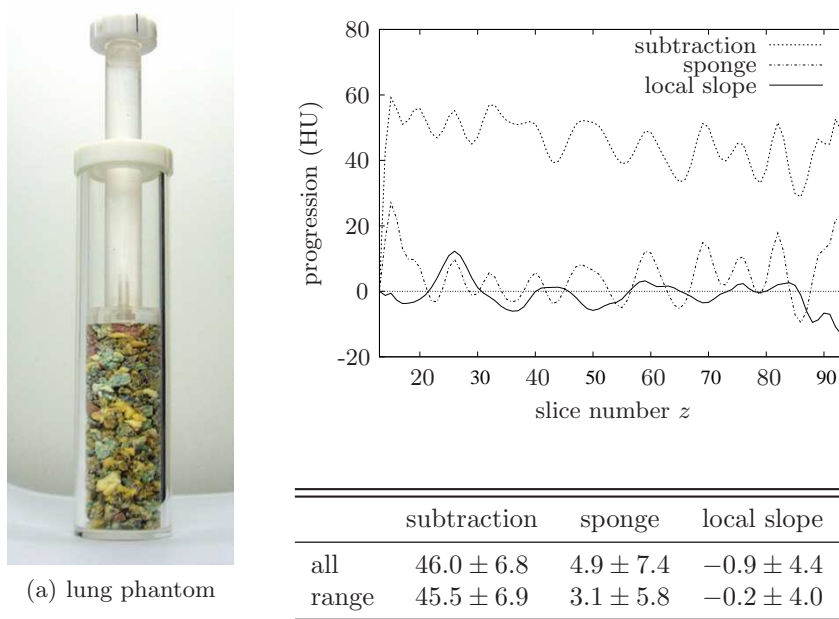 (a) lung phantom
80
60
40
20
0
-20
progression (HU)
subtraction
sponge
local slope
20 30 40 50 60 70 80 90
slice number z
subtraction sponge local slope
all 46.0 ± 6.8 4.9 ± 7.4 −0.9 ± 4.4
range 45.5 ± 6.9 3.1 ± 5.8 −0.2 ± 4.0